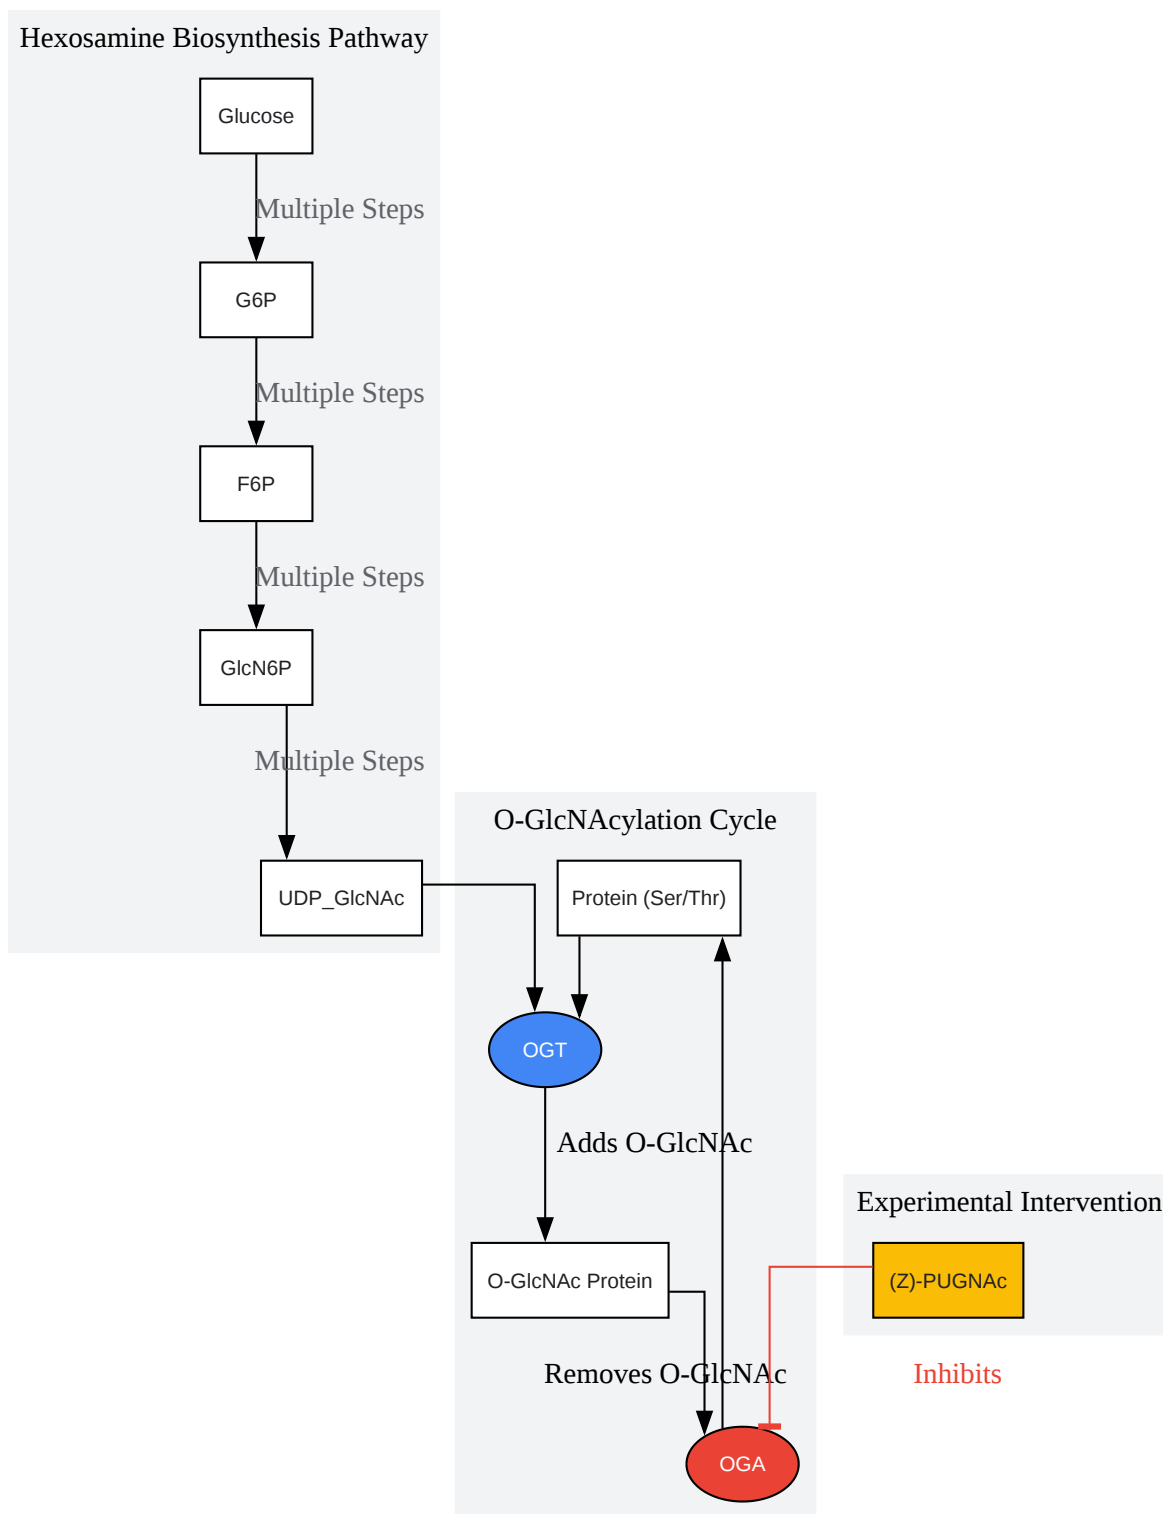 Hexosamine Biosynthesis Pathway
Glucose
Multiple Steps
G6P
Multiple Steps
F6P
Multiple Steps
GlcN6P
Multiple Steps
UDP_GlcNAc
O-GlcNAcylation Cycle
Protein (Ser/Thr)
OGT
Adds O-GlcNAc
O-GlcNAc Protein
Removes O-GlcNAc
OGA
Experimental Intervention
(Z)-PUGNAc
Inhibits